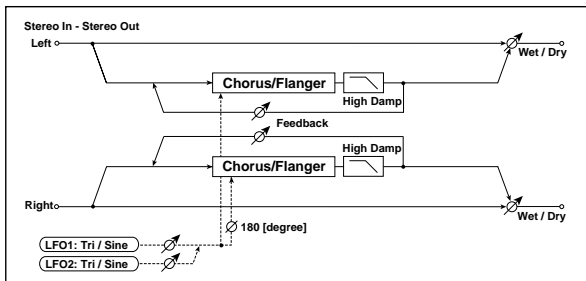 Stereo In - Stereo Out
Left
Wet / Dry
Chorus/Flanger
High Damp
Feedback
High Damp
Chorus/Flanger
Right
Wet / Dry
180 [degree]
LFO1: Tri / Sine
LFO2: Tri / Sine